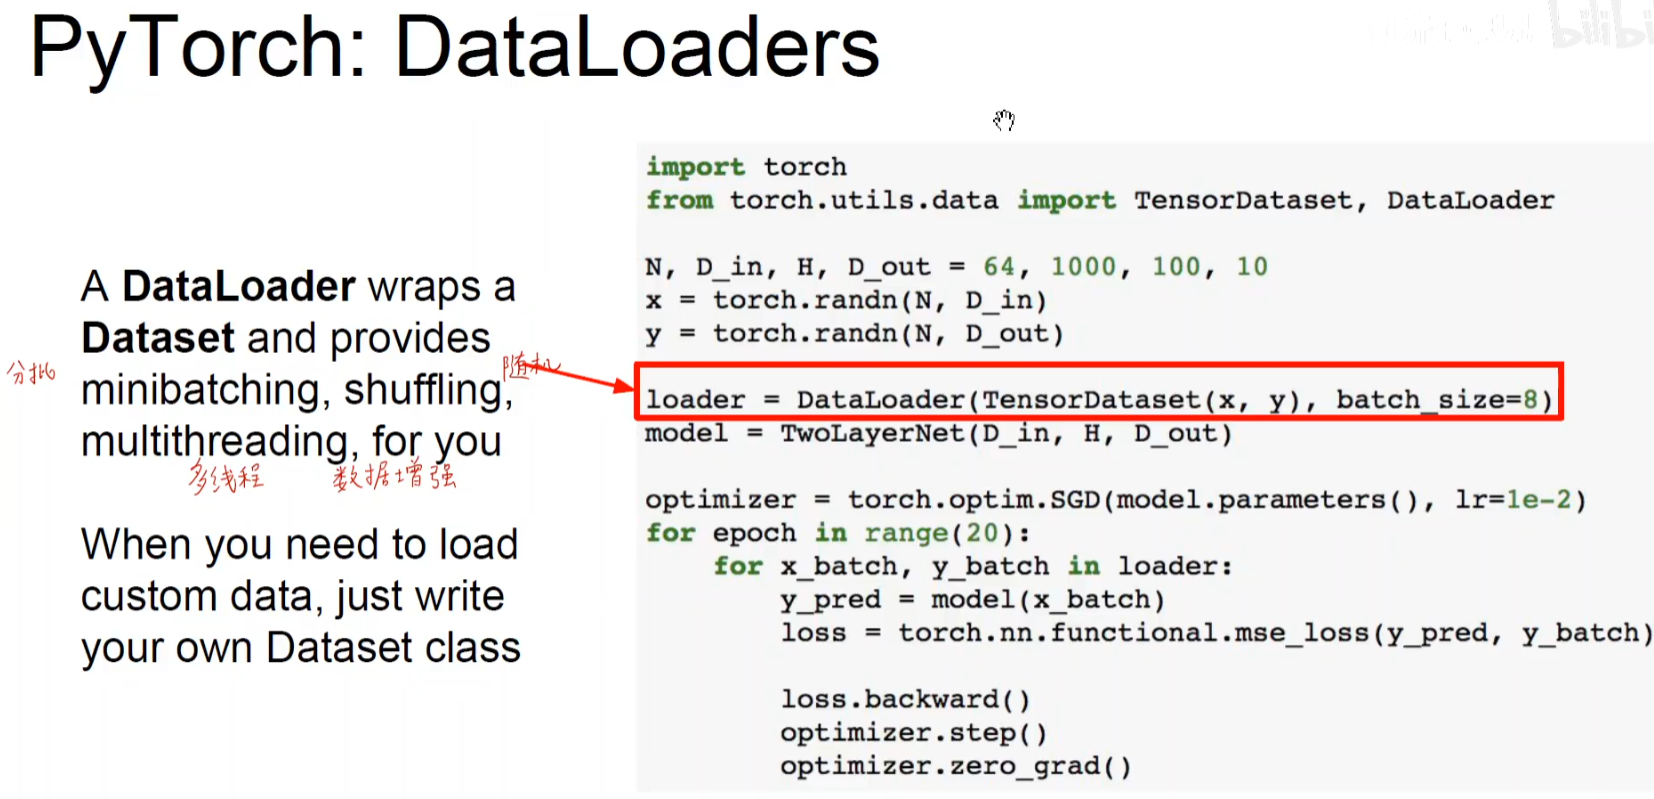 PyTorch: DataLoaders
bilibi
A DataLoader wraps a
Dataset and provides
分批
minibatching, shuffling,
随机
multithreading, for you
多线程
数据增强
When you need to load
custom data, just write
your own Dataset class
import torch
from torch.utils.data import TensorDataset, DataLoader
N, D_in, H, D_out = 64, 1000, 100, 10
x = torch.randn(N, D_in)
y = torch.randn(N, D_out)
loader = DataLoader(TensorDataset(x, y), batch_size=8)
model = TwoLayerNet(D_in, H, D_out)
optimizer = torch.optim.SGD(model.parameters(), lr=1e-2)
for epoch in range(20):
for x_batch, y_batch in loader:
y_pred = model(x_batch)
loss = torch.nn.functional.mse_loss(y_pred, y_batch)
loss.backward()
optimizer.step()
optimizer.zero_grad()